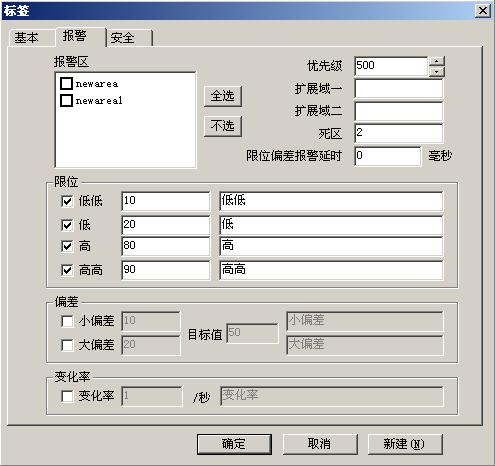 标签
基本 报警 安全
报警区
newarea
newarea1
全选
不选
优先级 500
扩展域一
扩展域二
死区 2
限位偏差报警延时 0 毫秒
限位
低低 10 低低
低 20 低
高 80 高
高高 90 高高
偏差
小偏差 10 目标值 50 小偏差
大偏差 20 大偏差
变化率
变化率 1 /秒 变化率
确定 取消 新建(N)